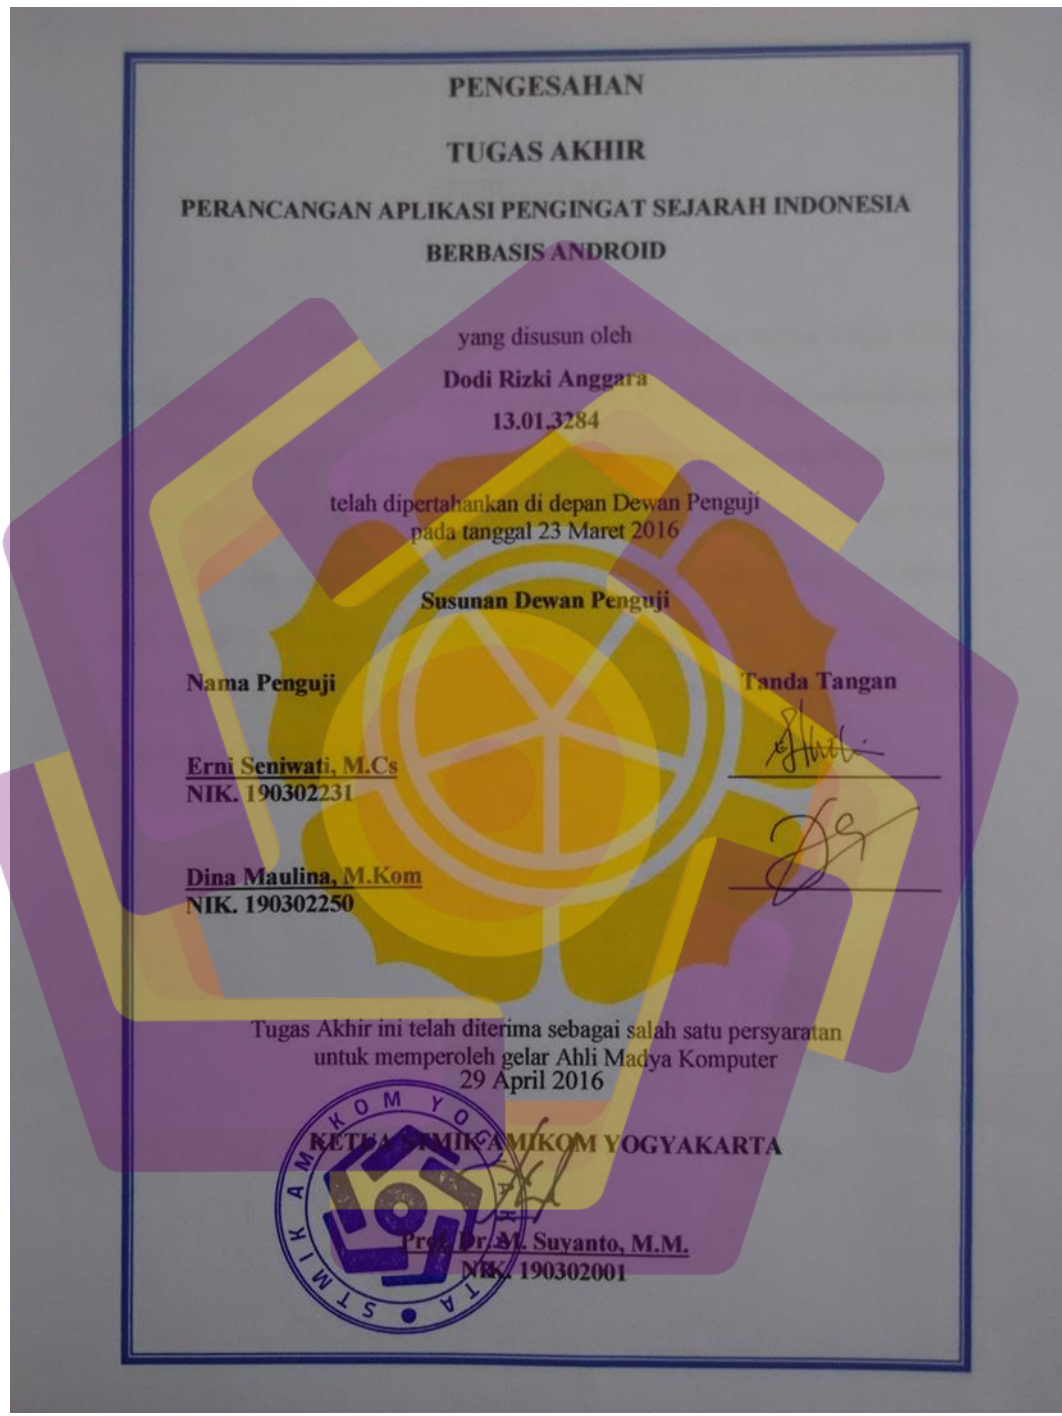 PENGESAHAN
TUGAS AKHIR
PERANCANGAN APLIKASI PENGINGAT SEJARAH INDONESIA
BERBASIS ANDROID
yang disusun oleh
Dodi Rizki Anggara
13.01.3284
telah dipertahankan di depan Dewan Penguji
pada tanggal 23 Maret 2016
Susunan Dewan Penguji
Nama Penguji Tanda Tangan
Erni Seniwati, M.Cs
NIK. 190302231
Dina Maulina, M.Kom
NIK. 190302250
Tugas Akhir ini telah diterima sebagai salah satu persyaratan
untuk memperoleh gelar Ahli Madya Komputer
29 April 2016
KETUA STMIK AMIKOM YOGYAKARTA
Prof. Dr. M. Suyanto, M.M.
NIK. 190302001
STMIK AMIKOM YOGYAKARTA